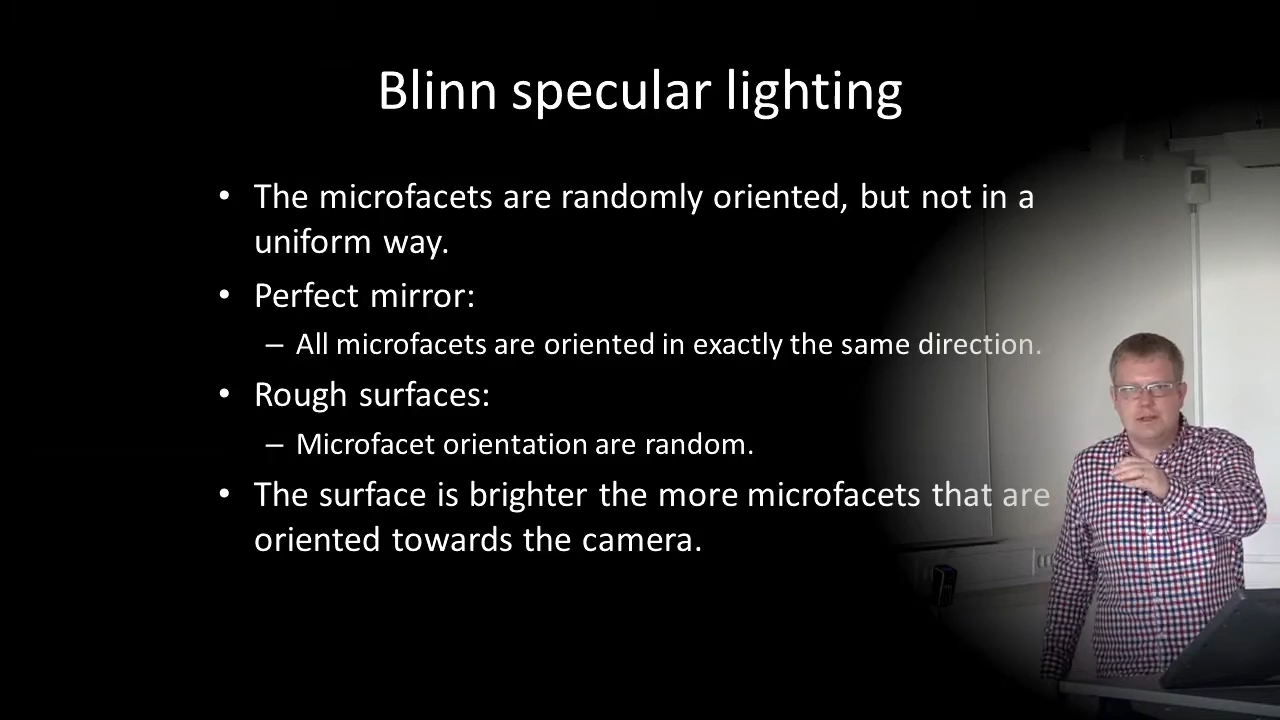 Blinn specular lighting
• The microfacets are randomly oriented, but not in a
uniform way.
• Perfect mirror:
– All microfacets are oriented in exactly the same direction.
• Rough surfaces:
– Microfacet orientation are random.
• The surface is brighter the more microfacets that are
oriented towards the camera.